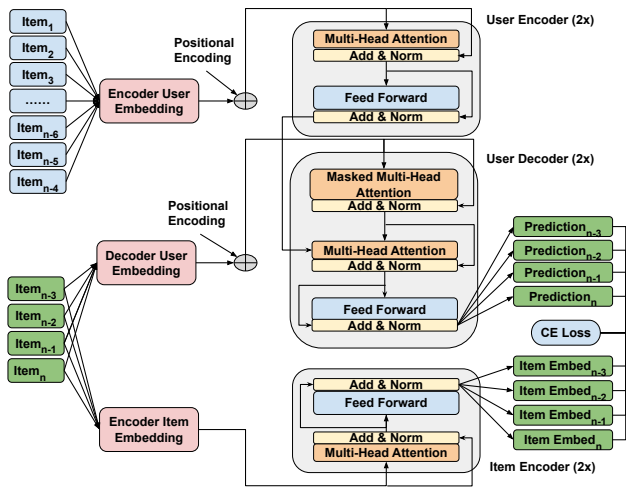 Item1
Item2
Item3
......
Itemn-6
Itemn-5
Itemn-4
Encoder User
Embedding
Positional
Encoding
User Encoder (2x)
Multi-Head Attention
Add & Norm
Feed Forward
Add & Norm
User Decoder (2x)
Masked Multi-Head
Attention
Add & Norm
Multi-Head Attention
Add & Norm
Feed Forward
Add & Norm
Positional
Encoding
Decoder User
Embedding
Itemn-3
Itemn-2
Itemn-1
Itemn
Encoder Item
Embedding
Predictionn-3
Predictionn-2
Predictionn-1
Predictionn
CE Loss
Item Embedn-3
Item Embedn-2
Item Embedn-1
Item Embedn
Add & Norm
Feed Forward
Add & Norm
Multi-Head Attention
Item Encoder (2x)